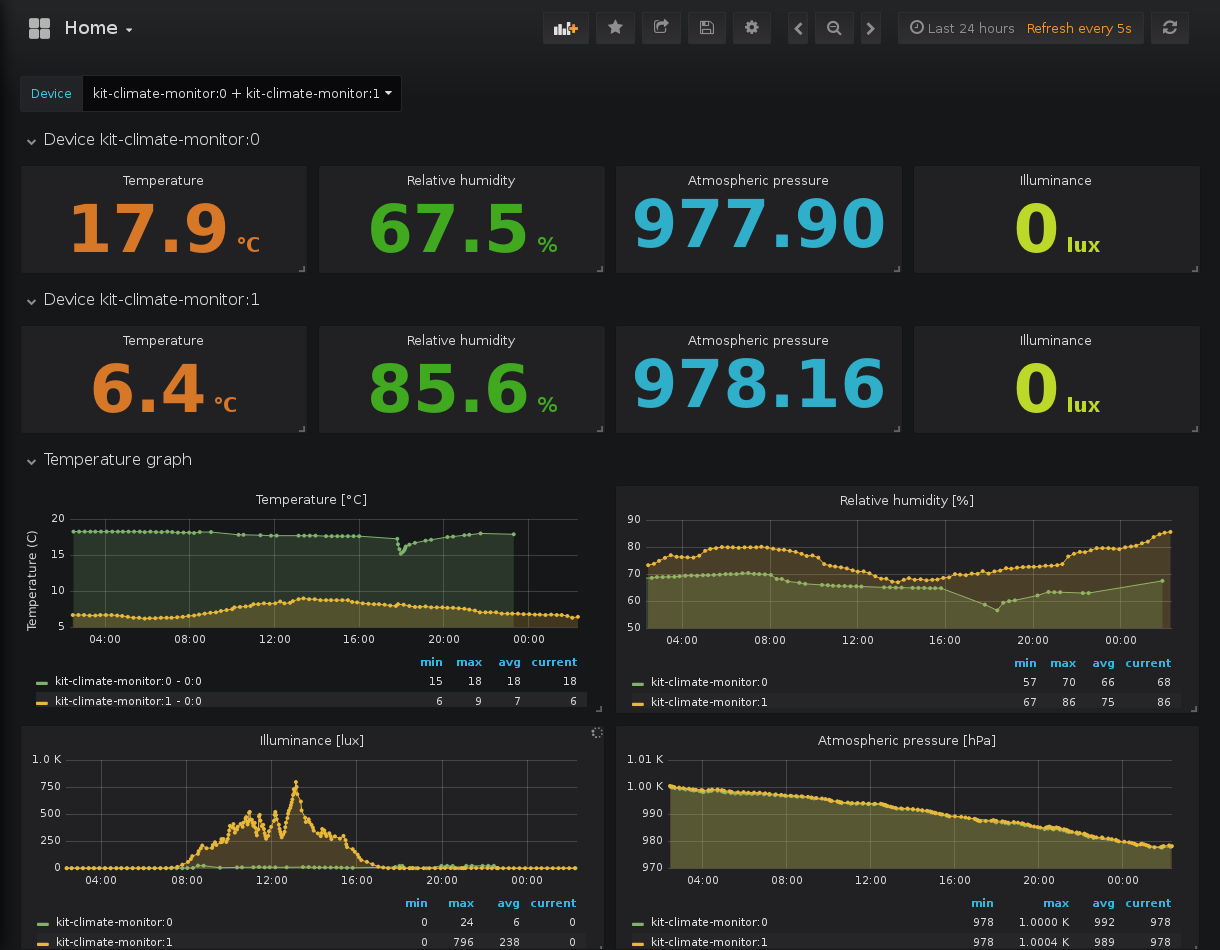 Home
Last 24 hours Refresh every 5s
Device kit-climate-monitor:0 + kit-climate-monitor:1
Device kit-climate-monitor:0
Temperature Relative humidity Atmospheric pressure Illuminance
17.9 °C 67.5 % 977.90 0 lux
Device kit-climate-monitor:1
Temperature Relative humidity Atmospheric pressure Illuminance
6.4 °C 85.6 % 978.16 0 lux
Temperature graph
Temperature [°C]
Temperature (C)
20
15
10
5
04:00 08:00 12:00 16:00 20:00 00:00
min max avg current
kit-climate-monitor:0 - 0:0 15 18 18 18
kit-climate-monitor:1 - 0:0 6 9 7 6
Relative humidity [%]
90
80
70
60
50
04:00 08:00 12:00 16:00 20:00 00:00
min max avg current
kit-climate-monitor:0 57 70 66 68
kit-climate-monitor:1 67 86 75 86
Illuminance [lux]
1.0 K
750
500
250
0
04:00 08:00 12:00 16:00 20:00 00:00
min max avg current
kit-climate-monitor:0 0 24 6 0
kit-climate-monitor:1 0 796 238 0
Atmospheric pressure [hPa]
1.01 K
1.00 K
990
980
970
04:00 08:00 12:00 16:00 20:00 00:00
min max avg current
kit-climate-monitor:0 978 1.0000 K 992 978
kit-climate-monitor:1 978 1.0004 K 989 978